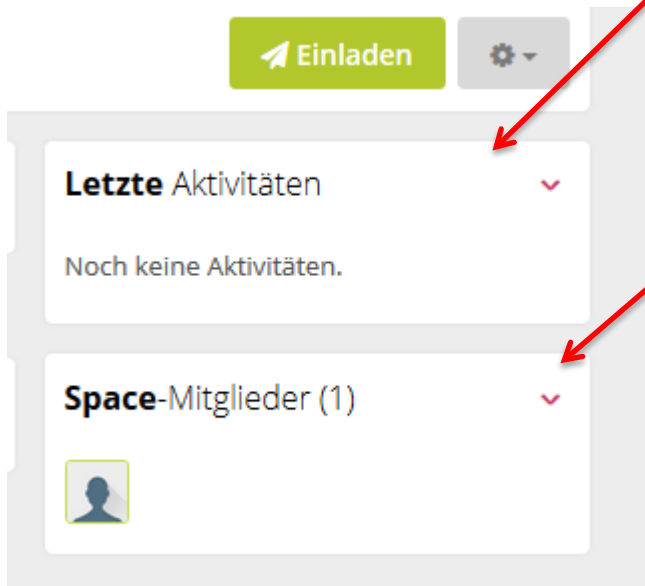 Einladen
Letzte Aktivitäten
Noch keine Aktivitäten.
Space-Mitglieder (1)